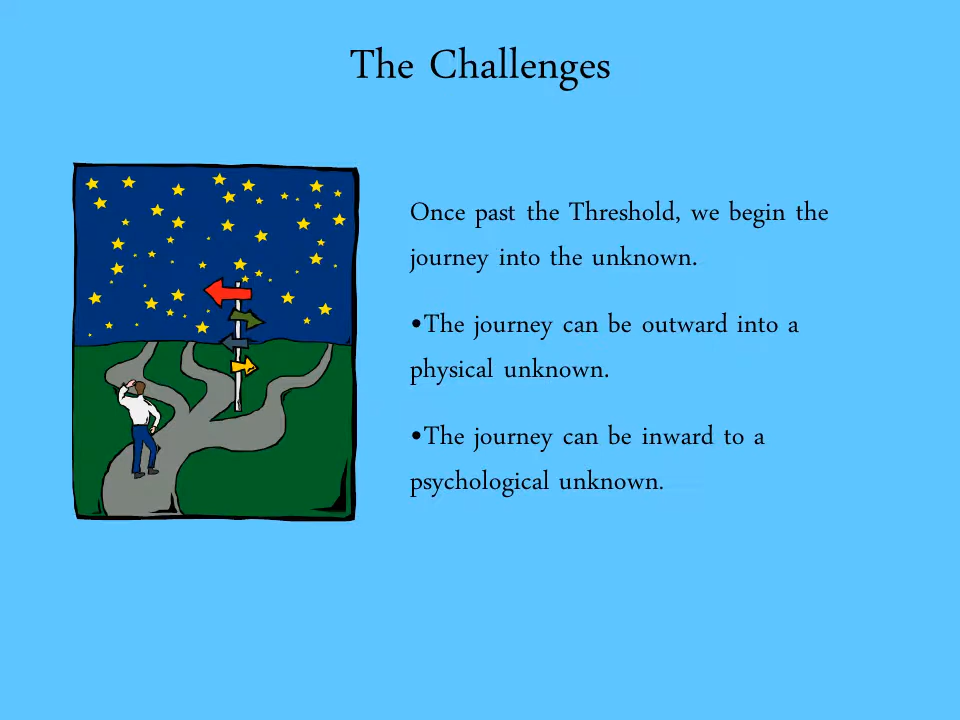 The Challenges
Once past the Threshold, we begin the
journey into the unknown.
•The journey can be outward into a
physical unknown.
•The journey can be inward to a
psychological unknown.